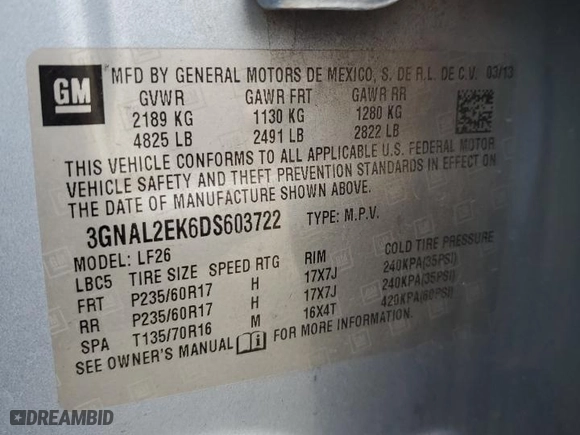 GM
MFD BY GENERAL MOTORS DE MEXICO, S. DE R.L. DE C.V. 03/13
GVWR GAWR FRT GAWR RR
2189 KG 1130 KG 1280 KG
4825 LB 2491 LB 2822 LB
THIS VEHICLE CONFORMS TO ALL APPLICABLE U.S. FEDERAL MOTOR
VEHICLE SAFETY AND THEFT PREVENTION STANDARDS IN EFFECT ON
THE DATE OF MANUFACTURE SHOWN ABOVE.
3GNAL2EK6DS603722 TYPE: M.P.V.
MODEL: LF26
LBC5 TIRE SIZE SPEED RTG RIM COLD TIRE PRESSURE
FRT P235/60R17 H 17X7J 240KPA(35PSI)
RR P235/60R17 H 17X7J 240KPA(35PSI)
SPA T135/70R16 M 16X4T 420KPA(60PSI)
SEE OWNER'S MANUAL FOR MORE INFORMATION.
DREAMBID